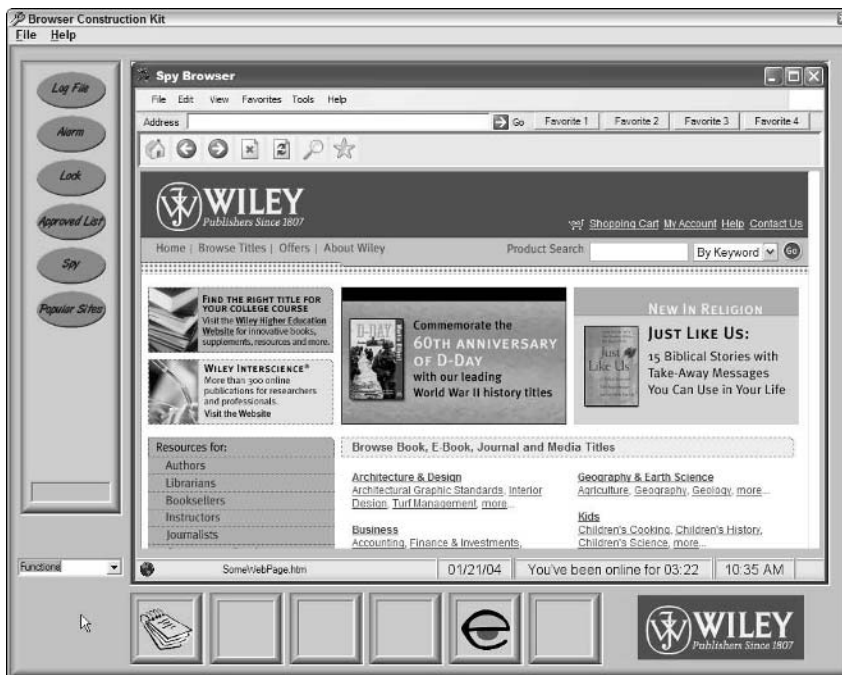 Browser Construction Kit
File Help
Log File
Alarm
Lock
Approved List
Spy
Popular Sites
Functions
Spy Browser
File Edit View Favorites Tools Help
Address Go Favorite 1 Favorite 2 Favorite 3 Favorite 4
WILEY
Publishers Since 1807
Shopping Cart My Account Help Contact Us
Home | Browse Titles | Offers | About Wiley
Product Search By Keyword Go
FIND THE RIGHT TITLE FOR
YOUR COLLEGE COURSE
Visit the Wiley Higher Education
Website for innovative books,
supplements, resources and more.
WILEY INTERSCIENCE®
More than 300 online
publications for researchers
and professionals.
Visit the Website
D-DAY
Commemorate the
60TH ANNIVERSARY
OF D-DAY
with our leading
World War II history titles
NEW IN RELIGION
Just
Like Us
JUST LIKE US:
15 Biblical Stories with
Take-Away Messages
You Can Use in Your Life
Resources for:
Authors
Librarians
Booksellers
Instructors
Journalists
Browse Book, E-Book, Journal and Media Titles
Architecture & Design
Architectural Graphic Standards, Interior
Design, Turf Management, more...
Business
Accounting, Finance & Investments,
Geography & Earth Science
Agriculture, Geography, Geology, more...
Kids
Children's Cooking, Children's History,
Children's Science, more...
SomeWebPage.htm 01/21/04 You've been online for 03:22 10:35 AM
WILEY
Publishers Since 1807